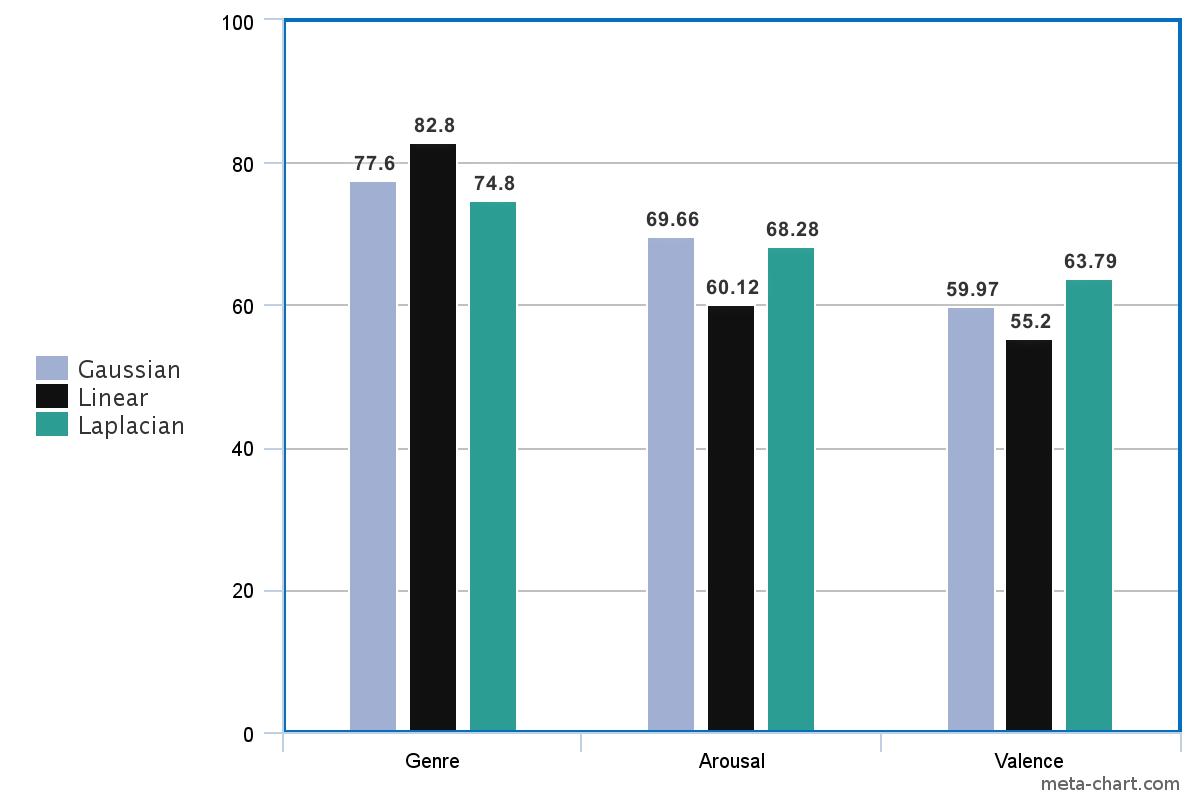 100
80
60
40
20
0
77.6
82.8
74.8
69.66
60.12
68.28
59.97
55.2
63.79
Gaussian
Linear
Laplacian
Genre
Arousal
Valence
meta-chart.com